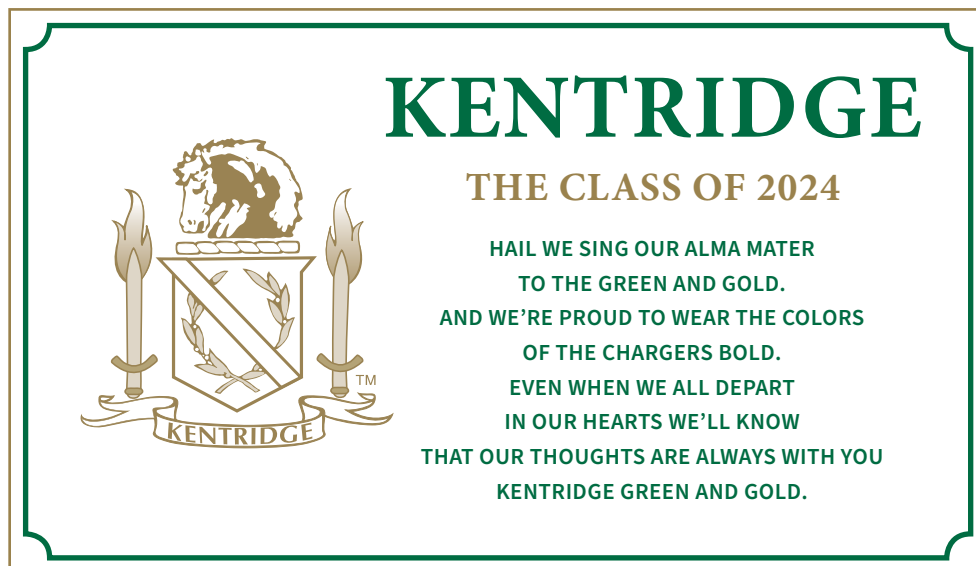 KENTRIDGE
THE CLASS OF 2024
HAIL WE SING OUR ALMA MATER
TO THE GREEN AND GOLD.
AND WE’RE PROUD TO WEAR THE COLORS
OF THE CHARGERS BOLD.
EVEN WHEN WE ALL DEPART
IN OUR HEARTS WE’LL KNOW
THAT OUR THOUGHTS ARE ALWAYS WITH YOU
KENTRIDGE GREEN AND GOLD.
TM
KENTRIDGE